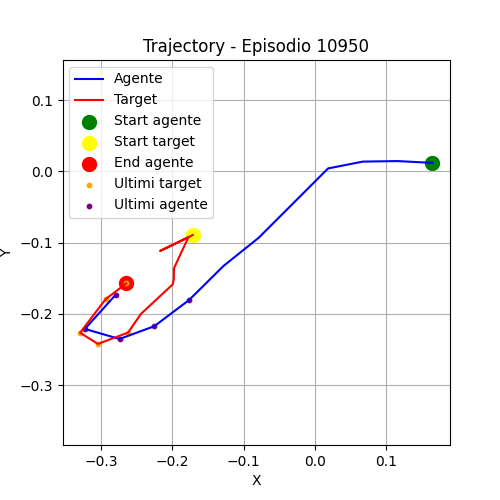 Trajectory - Episodio 10950
Agente
Target
Start agente
Start target
End agente
Ultimi target
Ultimi agente
0.1
0.0
−0.1
−0.2
−0.3
Y
−0.3
−0.2
−0.1
0.0
0.1
X